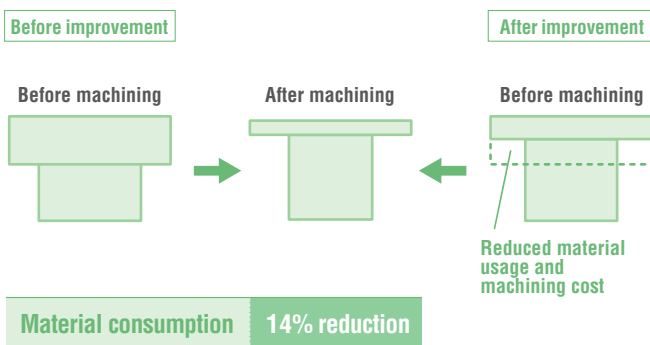 Before improvement
After improvement
Before machining
After machining
Before machining
Reduced material
usage and
machining cost
Material consumption
14% reduction